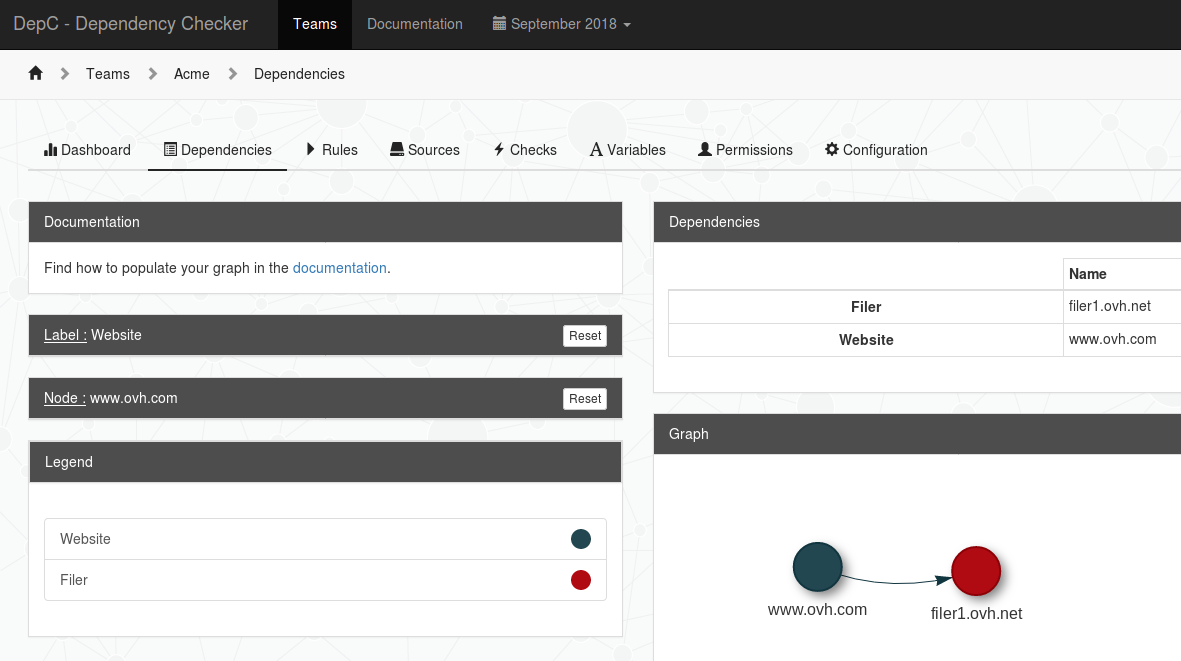 DepC - Dependency Checker Teams Documentation September 2018
Teams Acme Dependencies
Dashboard Dependencies Rules Sources Checks Variables Permissions Configuration
Documentation
Find how to populate your graph in the documentation.
Label : Website Reset
Node : www.ovh.com Reset
Legend
Website
Filer
Dependencies
Name
Filer filer1.ovh.net
Website www.ovh.com
Graph
www.ovh.com
filer1.ovh.net